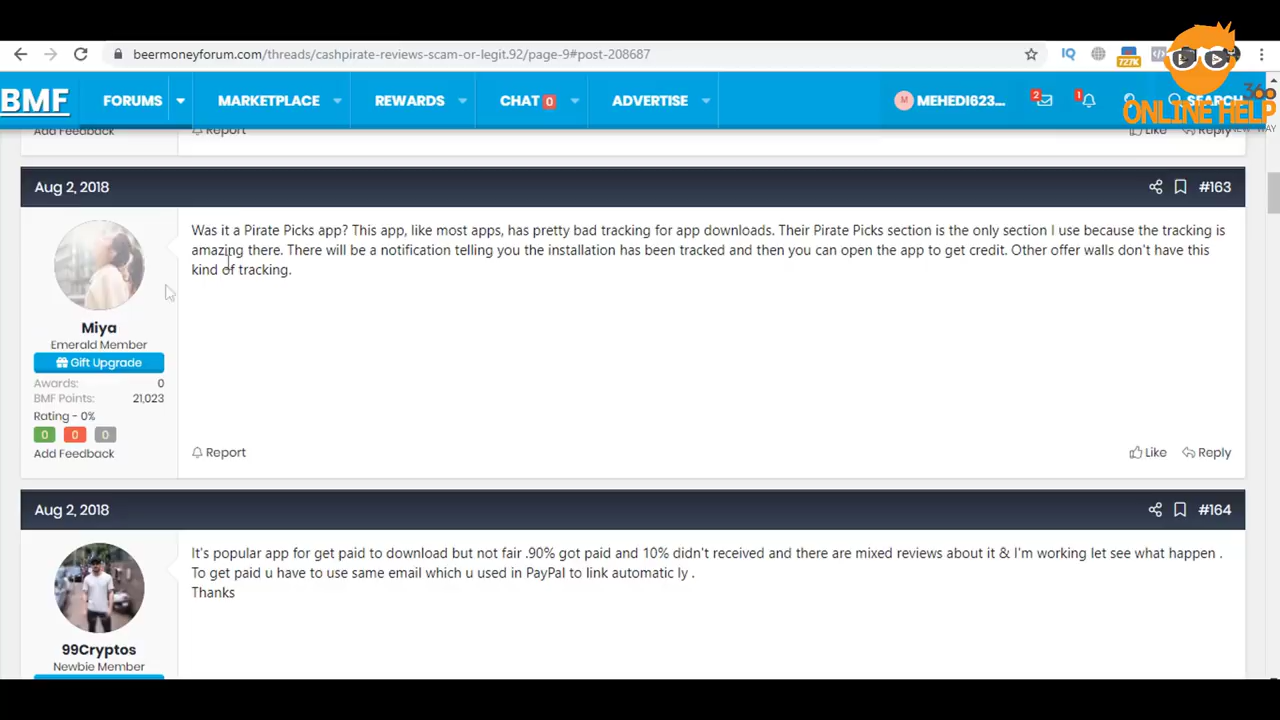 beermoneyforum.com/threads/cashpirate-reviews-scam-or-legit.92/page-9#post-208687
IQ
727K
BMF
FORUMS
MARKETPLACE
REWARDS
CHAT 0
ADVERTISE
M MEHEDI623...
2
1
SEARCH
360
ONLINE HELP
Add Feedback
Report
Like
Reply
Aug 2, 2018
#163
Was it a Pirate Picks app? This app, like most apps, has pretty bad tracking for app downloads. Their Pirate Picks section is the only section I use because the tracking is
amazing there. There will be a notification telling you the installation has been tracked and then you can open the app to get credit. Other offer walls don't have this
kind of tracking.
Miya
Emerald Member
Gift Upgrade
Awards: 0
BMF Points: 21,023
Rating - 0%
0 0 0
Add Feedback
Report
Like
Reply
Aug 2, 2018
#164
It's popular app for get paid to download but not fair .90% got paid and 10% didn't received and there are mixed reviews about it & I'm working let see what happen .
To get paid u have to use same email which u used in PayPal to link automatic ly .
Thanks
99Cryptos
Newbie Member